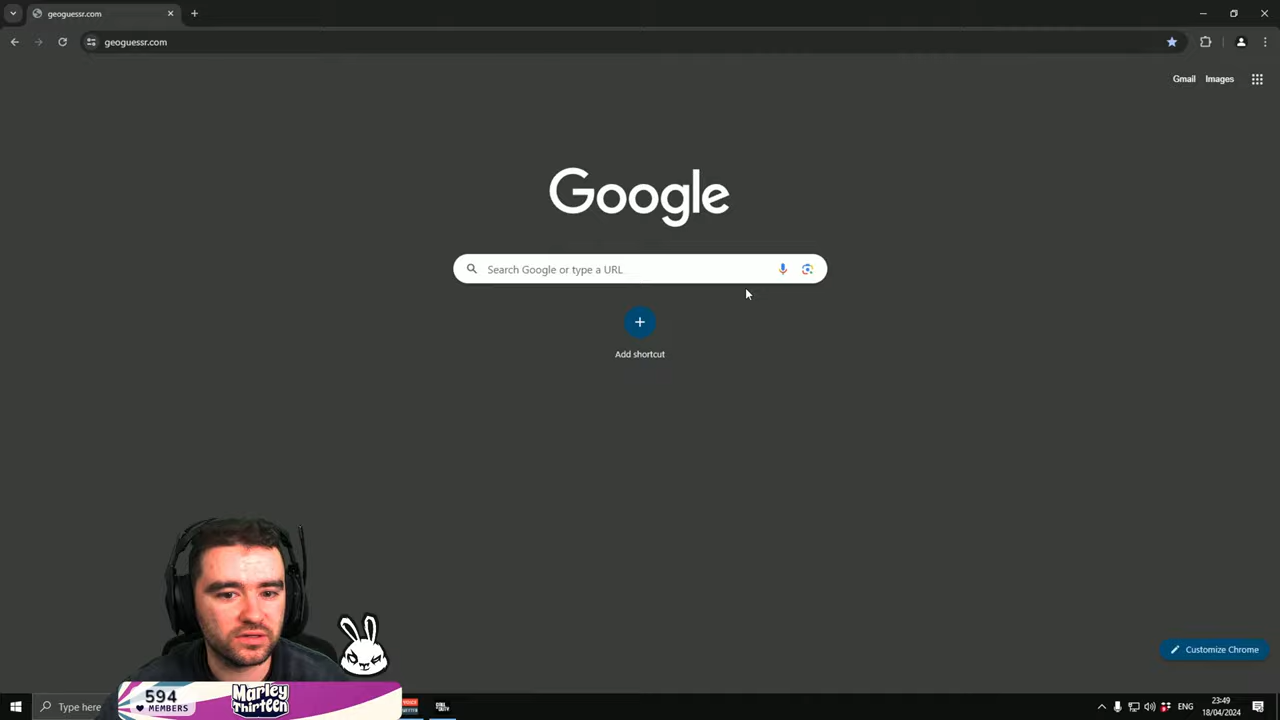 geoguessr.com
geoguessr.com
Gmail
Images
Google
Search Google or type a URL
Add shortcut
Customize Chrome
594
MEMBERS
Marley
Thirteen
Type here
ENG
23:49
18/04/2024